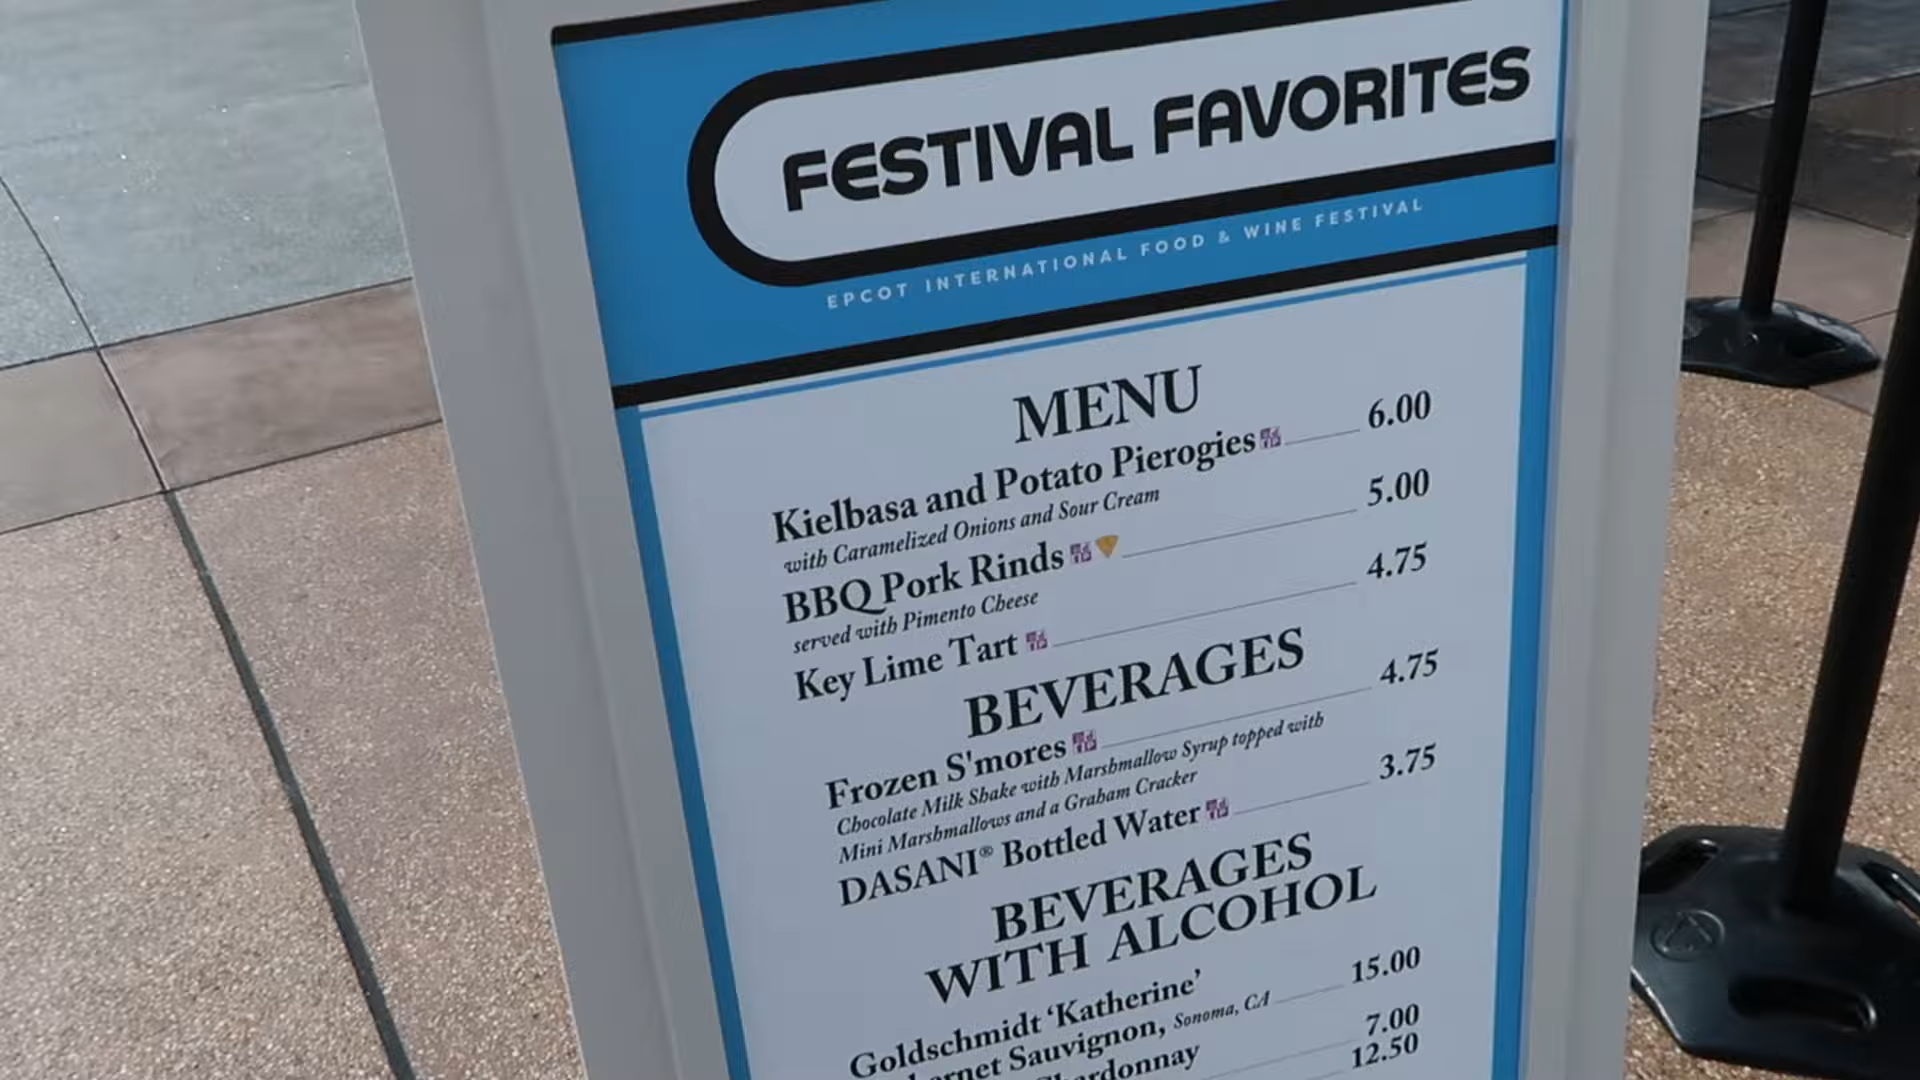 FESTIVAL FAVORITES
EPCOT INTERNATIONAL FOOD & WINE FESTIVAL
MENU
Kielbasa and Potato Pierogies 6.00
with Caramelized Onions and Sour Cream
BBQ Pork Rinds 5.00
served with Pimento Cheese
Key Lime Tart 4.75
BEVERAGES
Frozen S'mores 4.75
Chocolate Milk Shake with Marshmallow Syrup topped with
Mini Marshmallows and a Graham Cracker
DASANI® Bottled Water 3.75
BEVERAGES
WITH ALCOHOL
Goldschmidt ‘Katherine’
Sauvignon, Sonoma, CA 15.00
7.00
12.50